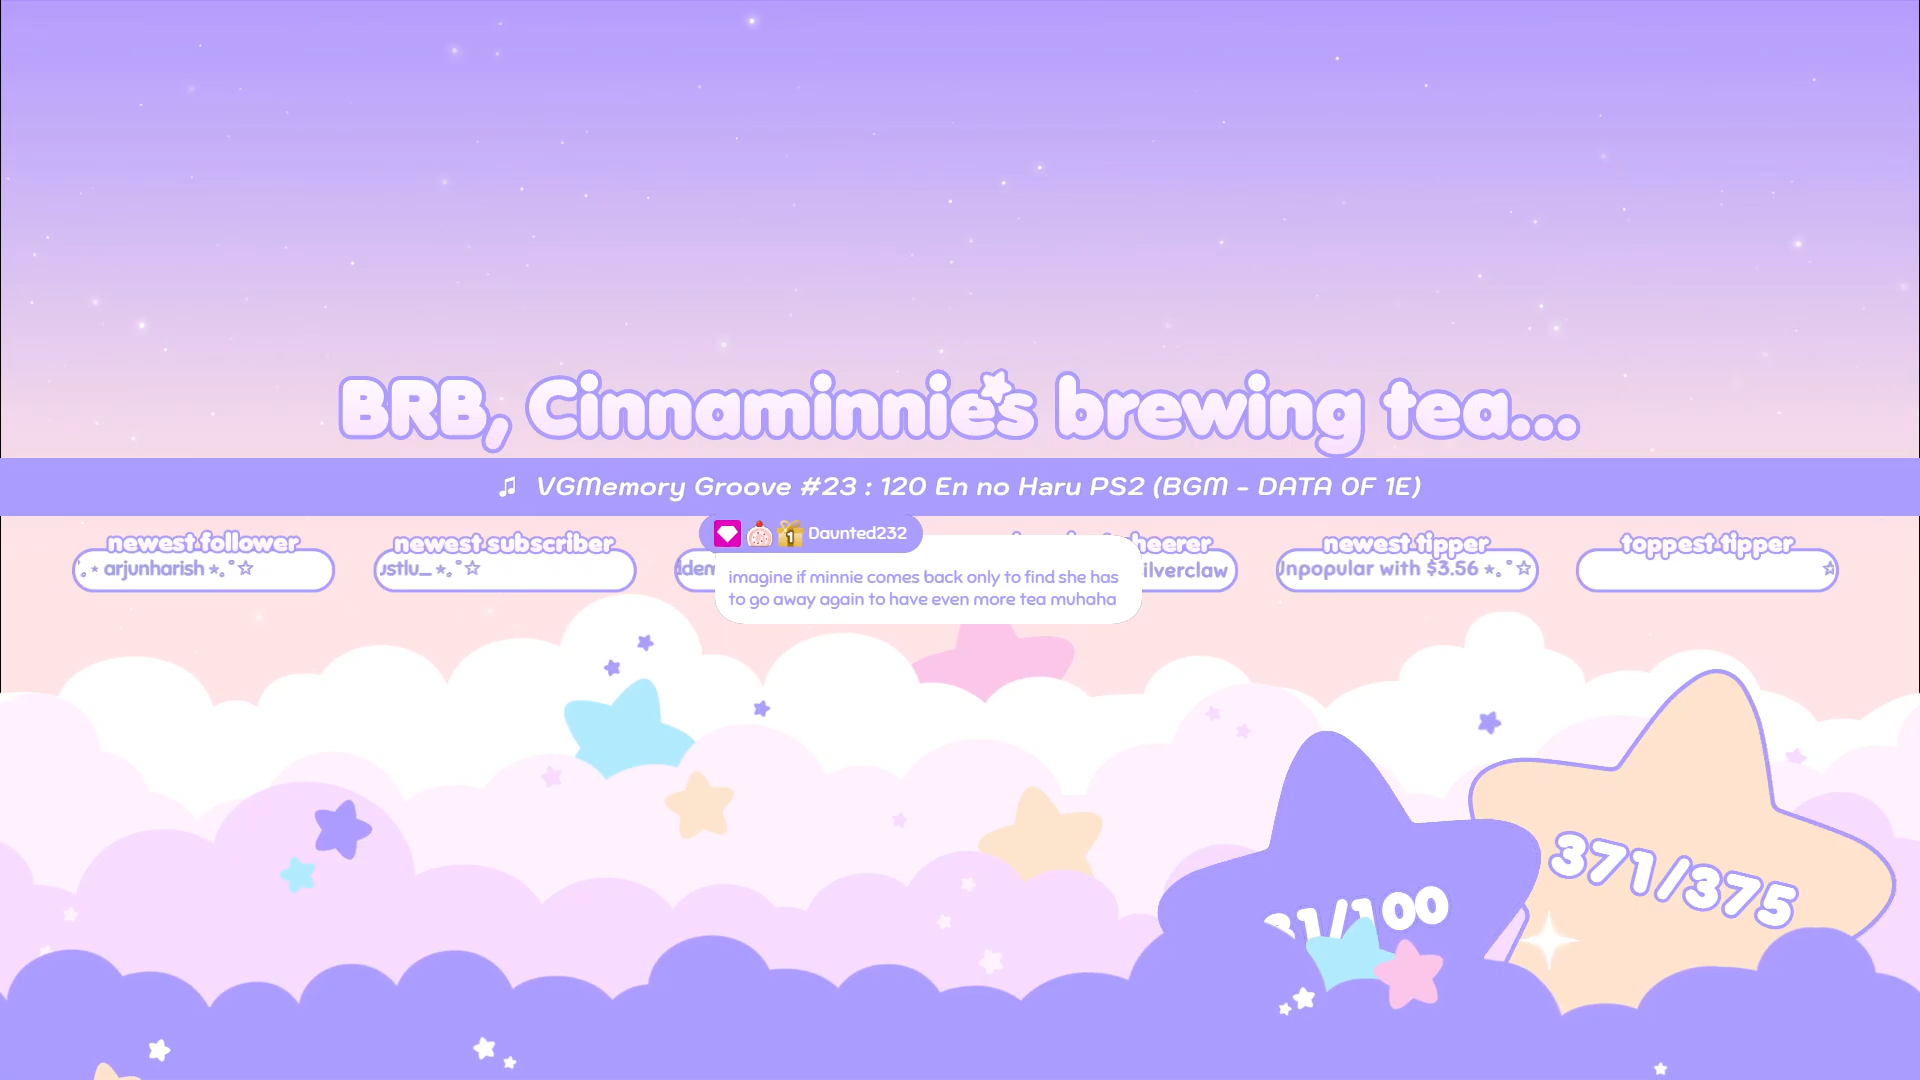 BRB, Cinnaminnie's brewing tea...
♫ VGMemory Groove #23 : 120 En no Haru PS2 (BGM - DATA OF 1E)
newest follower
arjunharish
newest subscriber
ustlu_
1 Daunted232
imagine if minnie comes back only to find she has
to go away again to have even more tea muhaha
heerer
ilverclaw
newest tipper
Unpopular with $3.56
toppest tipper
371/375
/100